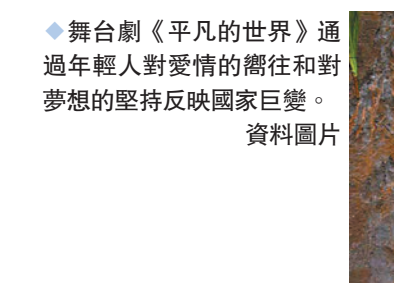 ◆舞台劇《平凡的世界》通
過年輕人對愛情的嚮往和對
夢想的堅持反映國家巨變。
資料圖片